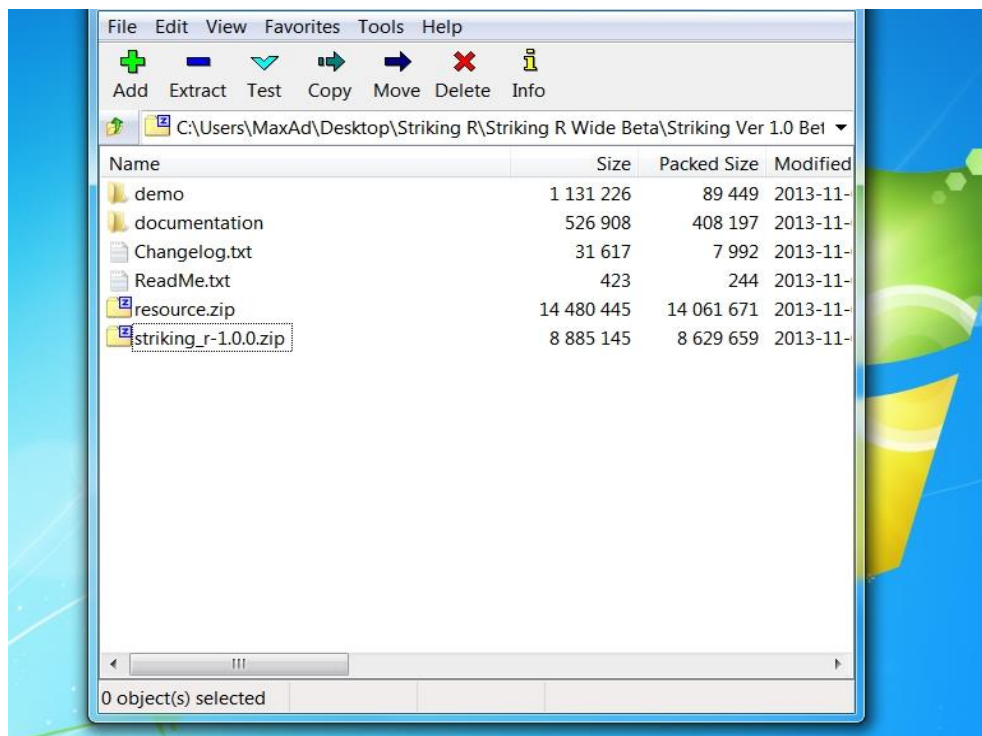 File Edit View Favorites Tools Help
Add Extract Test Copy Move Delete Info
C:\Users\MaxAd\Desktop\Striking R\Striking R Wide Beta\Striking Ver 1.0 Bet
Name Size Packed Size Modified
demo 1 131 226 89 449 2013-11-
documentation 526 908 408 197 2013-11-
Changelog.txt 31 617 7 992 2013-11-
ReadMe.txt 423 244 2013-11-
resource.zip 14 480 445 14 061 671 2013-11-
striking_r-1.0.0.zip 8 885 145 8 629 659 2013-11-
0 object(s) selected